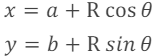 x = a + R cos θ
y = b + R sin θ